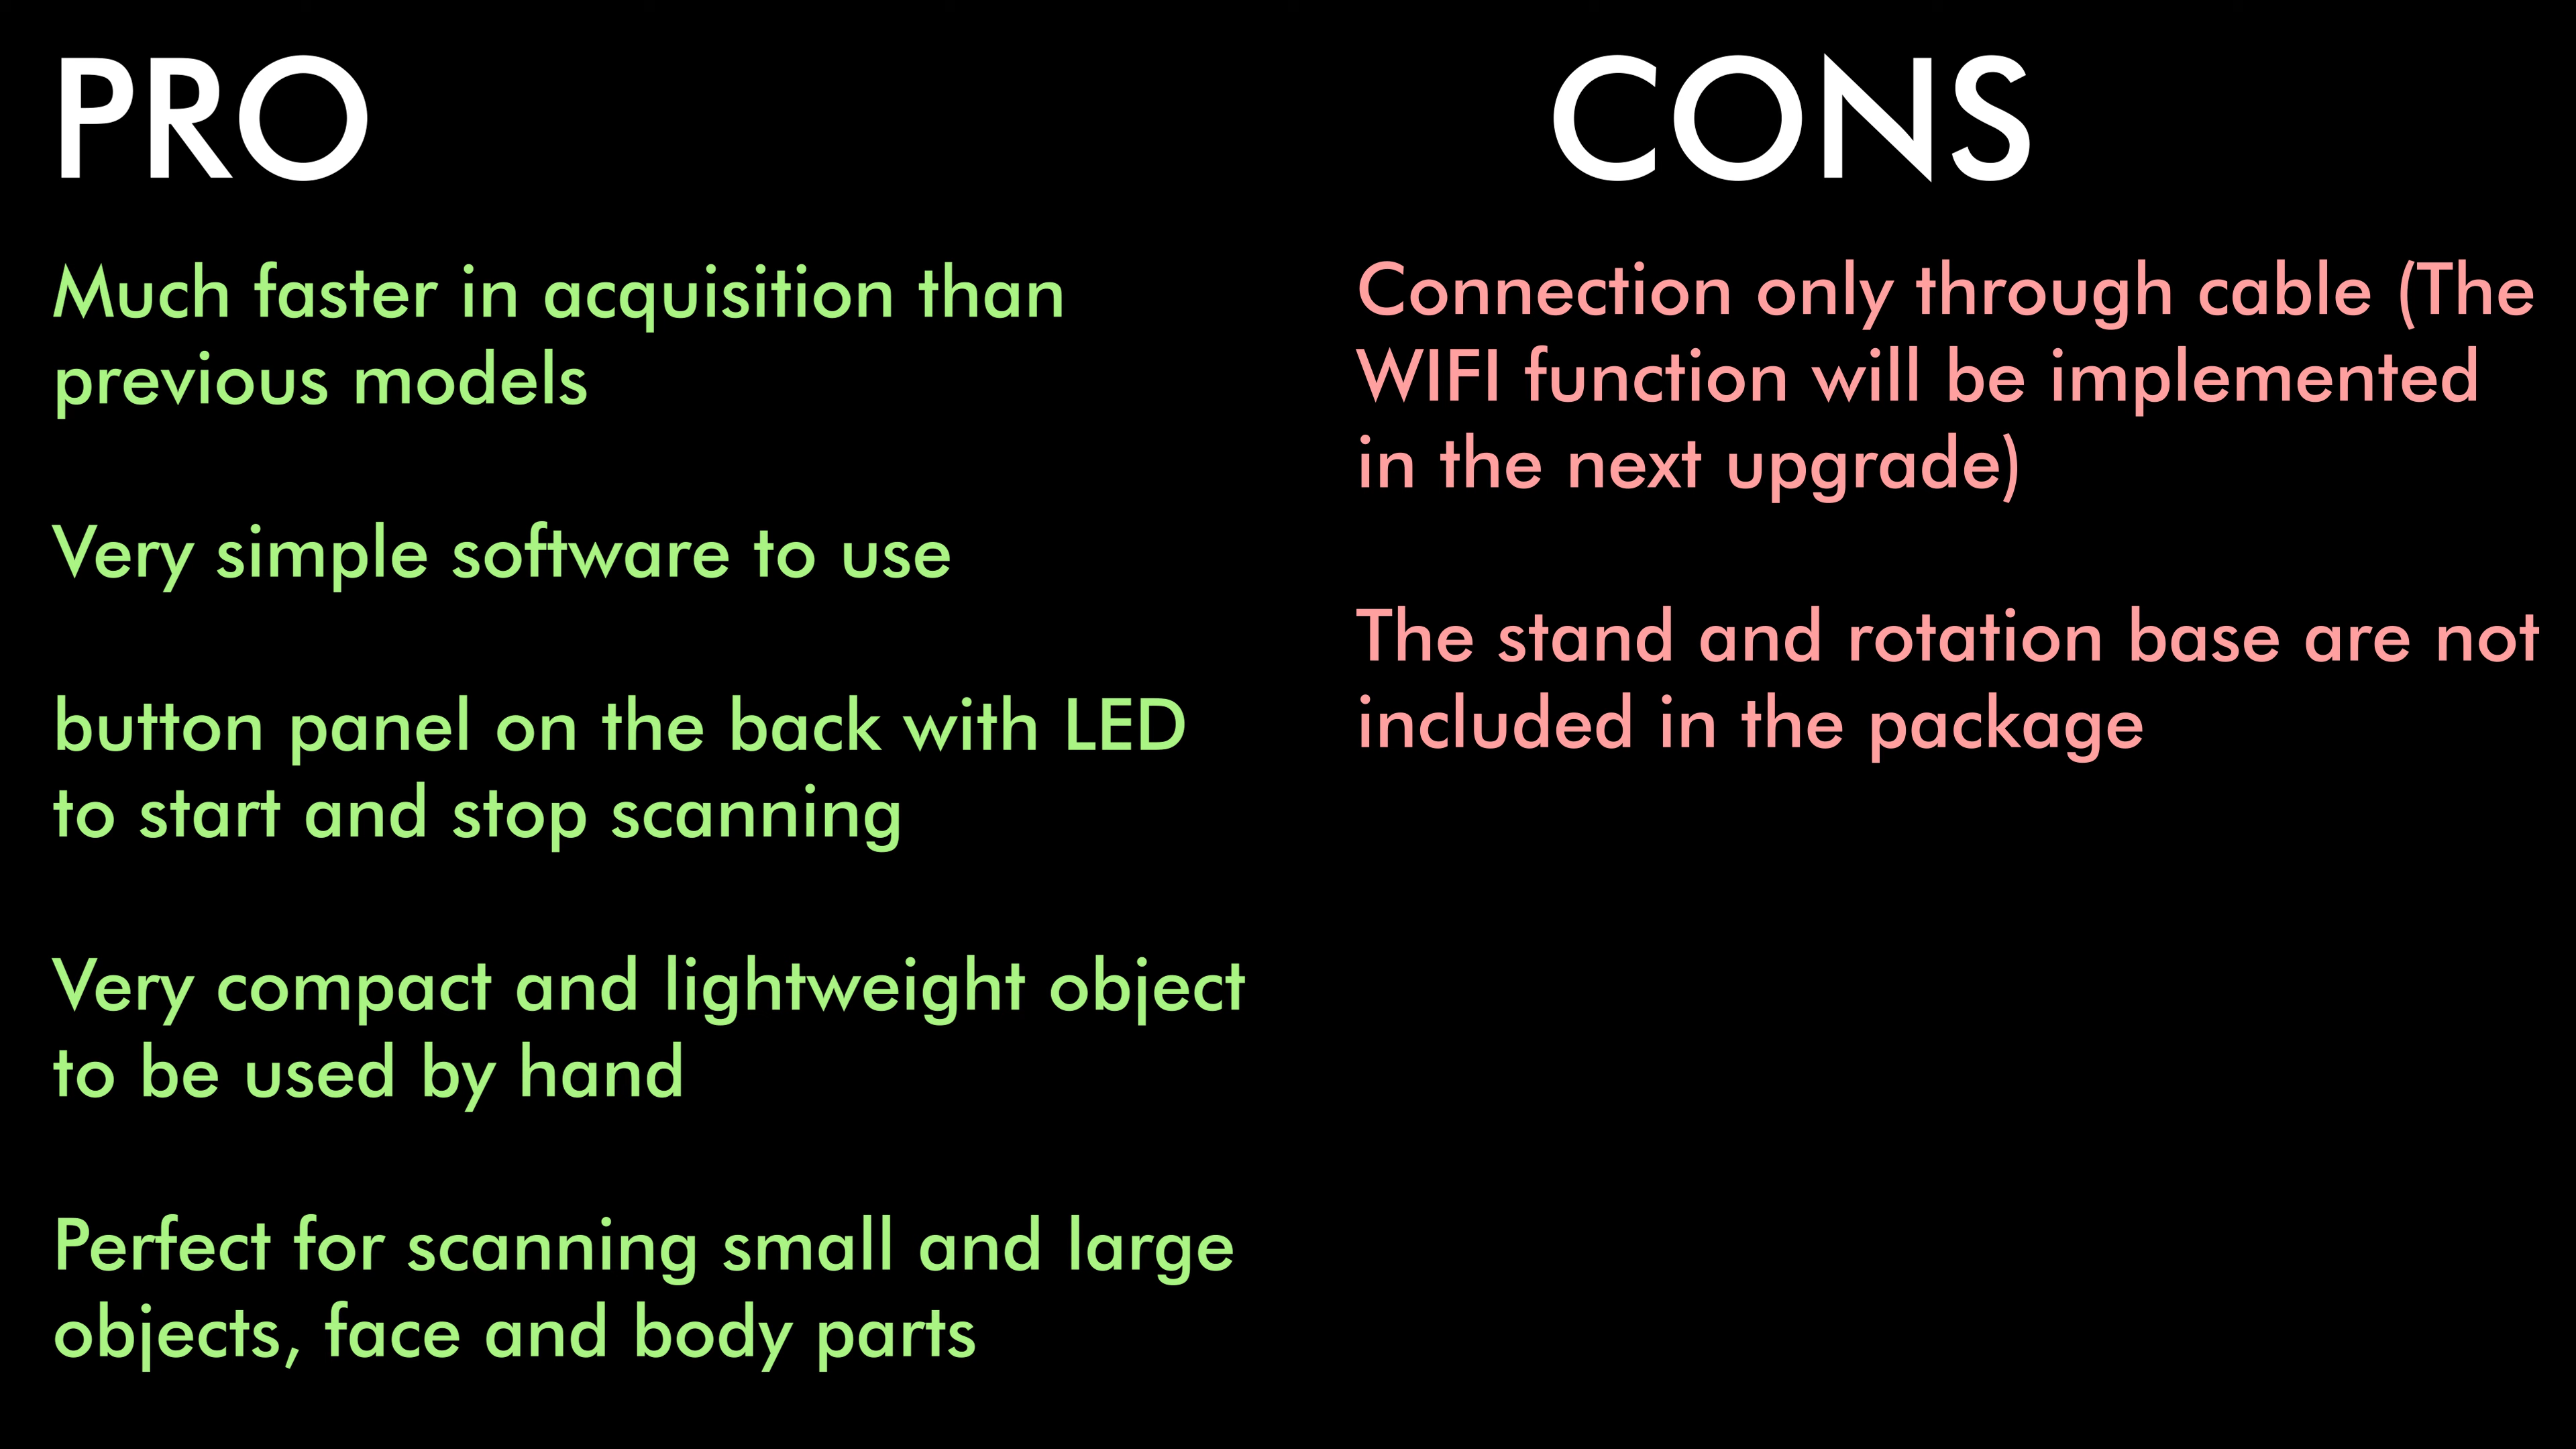 PRO
Much faster in acquisition than
previous models
Very simple software to use
button panel on the back with LED
to start and stop scanning
Very compact and lightweight object
to be used by hand
Perfect for scanning small and large
objects, face and body parts
CONS
Connection only through cable (The
WIFI function will be implemented
in the next upgrade)
The stand and rotation base are not
included in the package